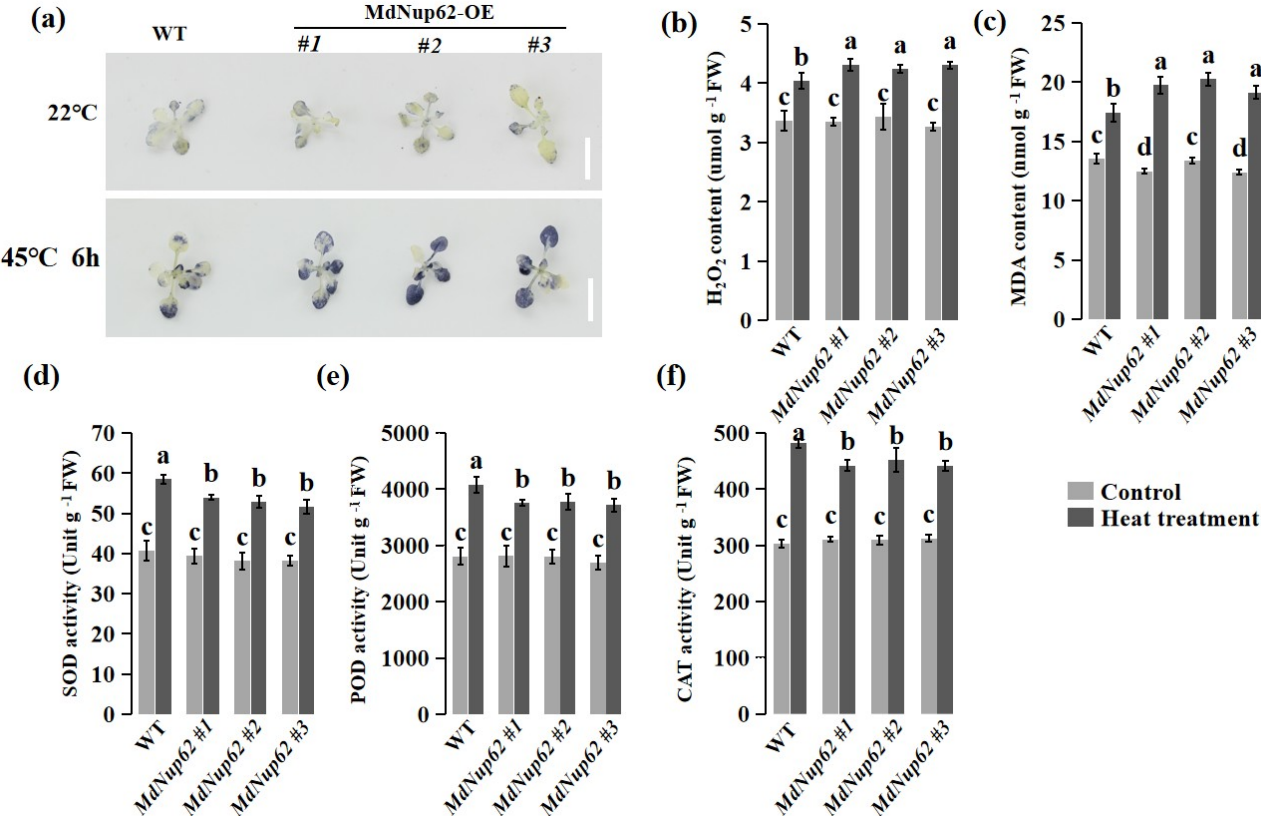 (a)
WT
MdNup62-OE
#1 #2 #3
22℃
45℃ 6h
(b)
H2O2 content (umol g -1 FW)
5
4
3
2
1
0
b a a a
c c c c
WT
MdNup62 #1
MdNup62 #2
MdNup62 #3
(c)
MDA content (nmol g -1 FW)
25
20
15
10
5
0
b a a a
c d c d
WT
MdNup62 #1
MdNup62 #2
MdNup62 #3
(d)
SOD activity (Unit g -1 FW)
70
60
50
40
30
20
10
0
a b b b
c c c c
WT
MdNup62 #1
MdNup62 #2
MdNup62 #3
(e)
POD activity (Unit g -1 FW)
5000
4000
3000
2000
1000
0
a b b b
c c c c
WT
MdNup62 #1
MdNup62 #2
MdNup62 #3
(f)
CAT activity (Unit g -1 FW)
500
400
300
200
100
0
a b b b
c c c c
WT
MdNup62 #1
MdNup62 #2
MdNup62 #3
Control
Heat treatment